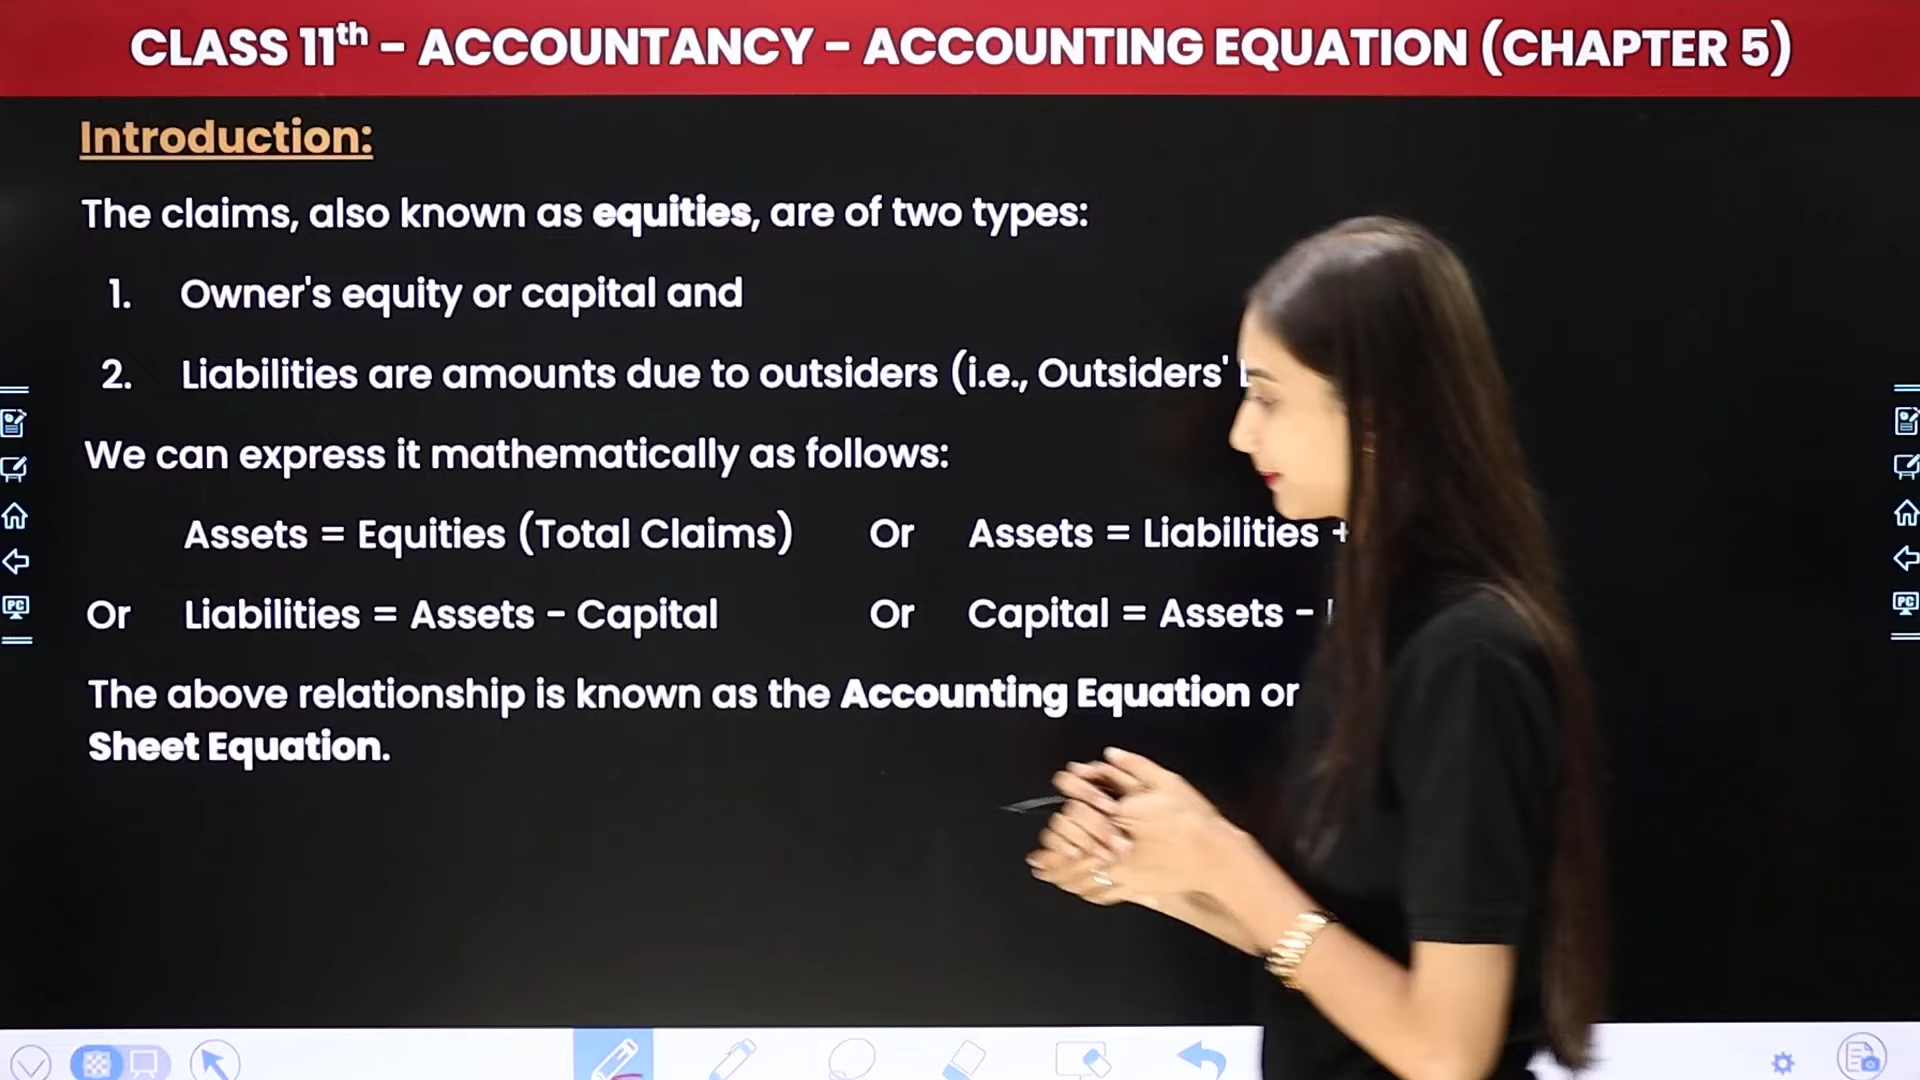 CLASS 11th - ACCOUNTANCY - ACCOUNTING EQUATION (CHAPTER 5)
Introduction:
The claims, also known as equities, are of two types:
1. Owner's equity or capital and
2. Liabilities are amounts due to outsiders (i.e., Outsiders'
We can express it mathematically as follows:
Assets = Equities (Total Claims) Or Assets = Liabilities +
Or Liabilities = Assets - Capital Or Capital = Assets -
The above relationship is known as the Accounting Equation or
Sheet Equation.
PC
PC